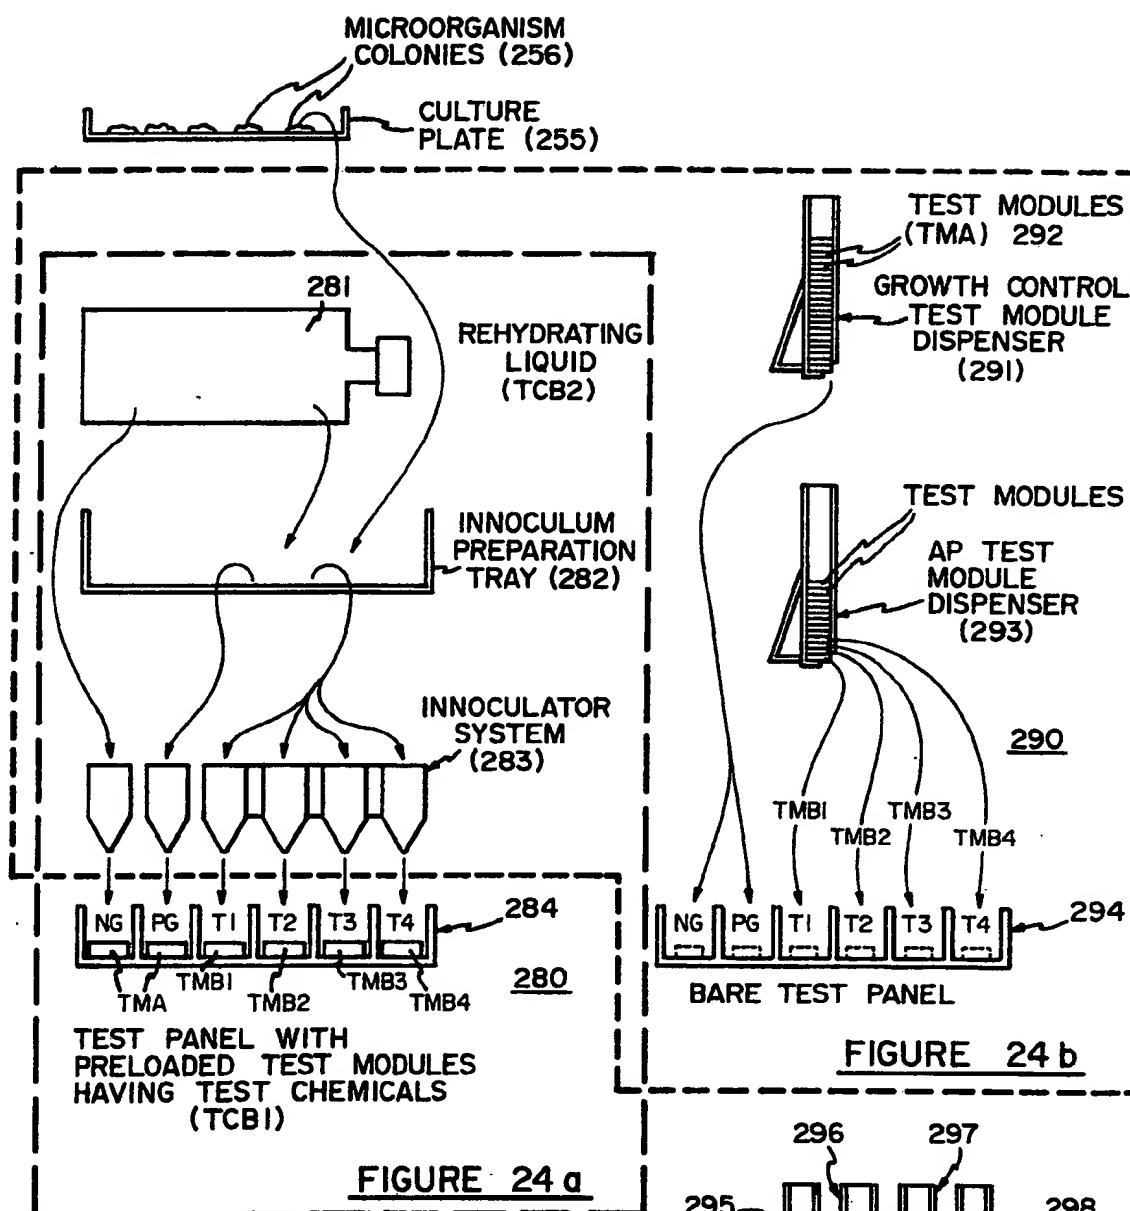 MICROORGANISM
COLONIES (256)
CULTURE
PLATE (255)
281
REHYDRATING
LIQUID
(TCB2)
INNOCULUM
PREPARATION
TRAY (282)
INNOCULATOR
SYSTEM
(283)
NG PG T1 T2 T3 T4
284
TMA
TMB1
TMB2
TMB3
TMB4
280
TEST PANEL WITH
PRELOADED TEST MODULES
HAVING TEST CHEMICALS
(TCB1)
FIGURE 24a
TEST MODULES
(TMA) 292
GROWTH CONTROL
TEST MODULE
DISPENSER
(291)
TEST MODULES
AP TEST
MODULE
DISPENSER
(293)
290
TMB1
TMB2
TMB3
TMB4
NG PG T1 T2 T3 T4
294
BARE TEST PANEL
FIGURE 24b
296
297
295
298